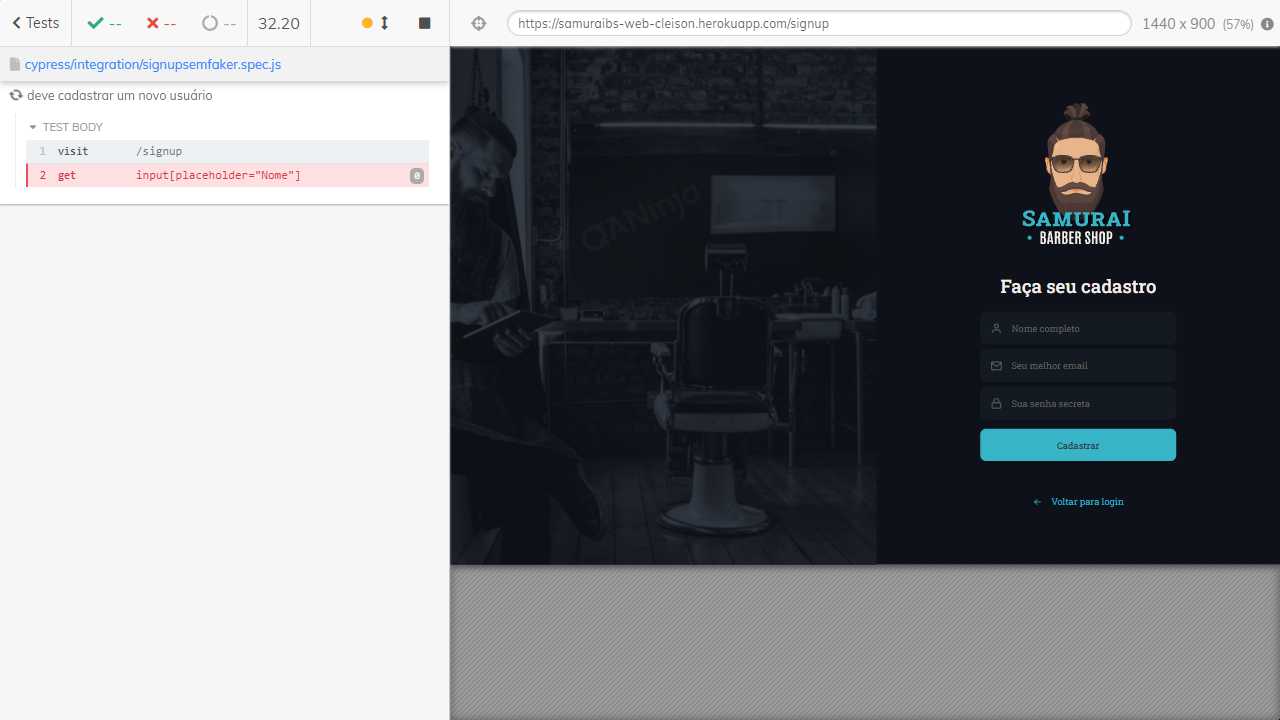 Tests
--
--
--
32.20
https://samuraibs-web-cleison.herokuapp.com/signup
1440 x 900 (57%)
cypress/integration/signupsemfaker.spec.js
deve cadastrar um novo usuário
TEST BODY
1 visit /signup
2 get input[placeholder="Nome"] 0
QANinja
SAMURAI
BARBER SHOP
Faça seu cadastro
Nome completo
Seu melhor email
Sua senha secreta
Cadastrar
Voltar para login